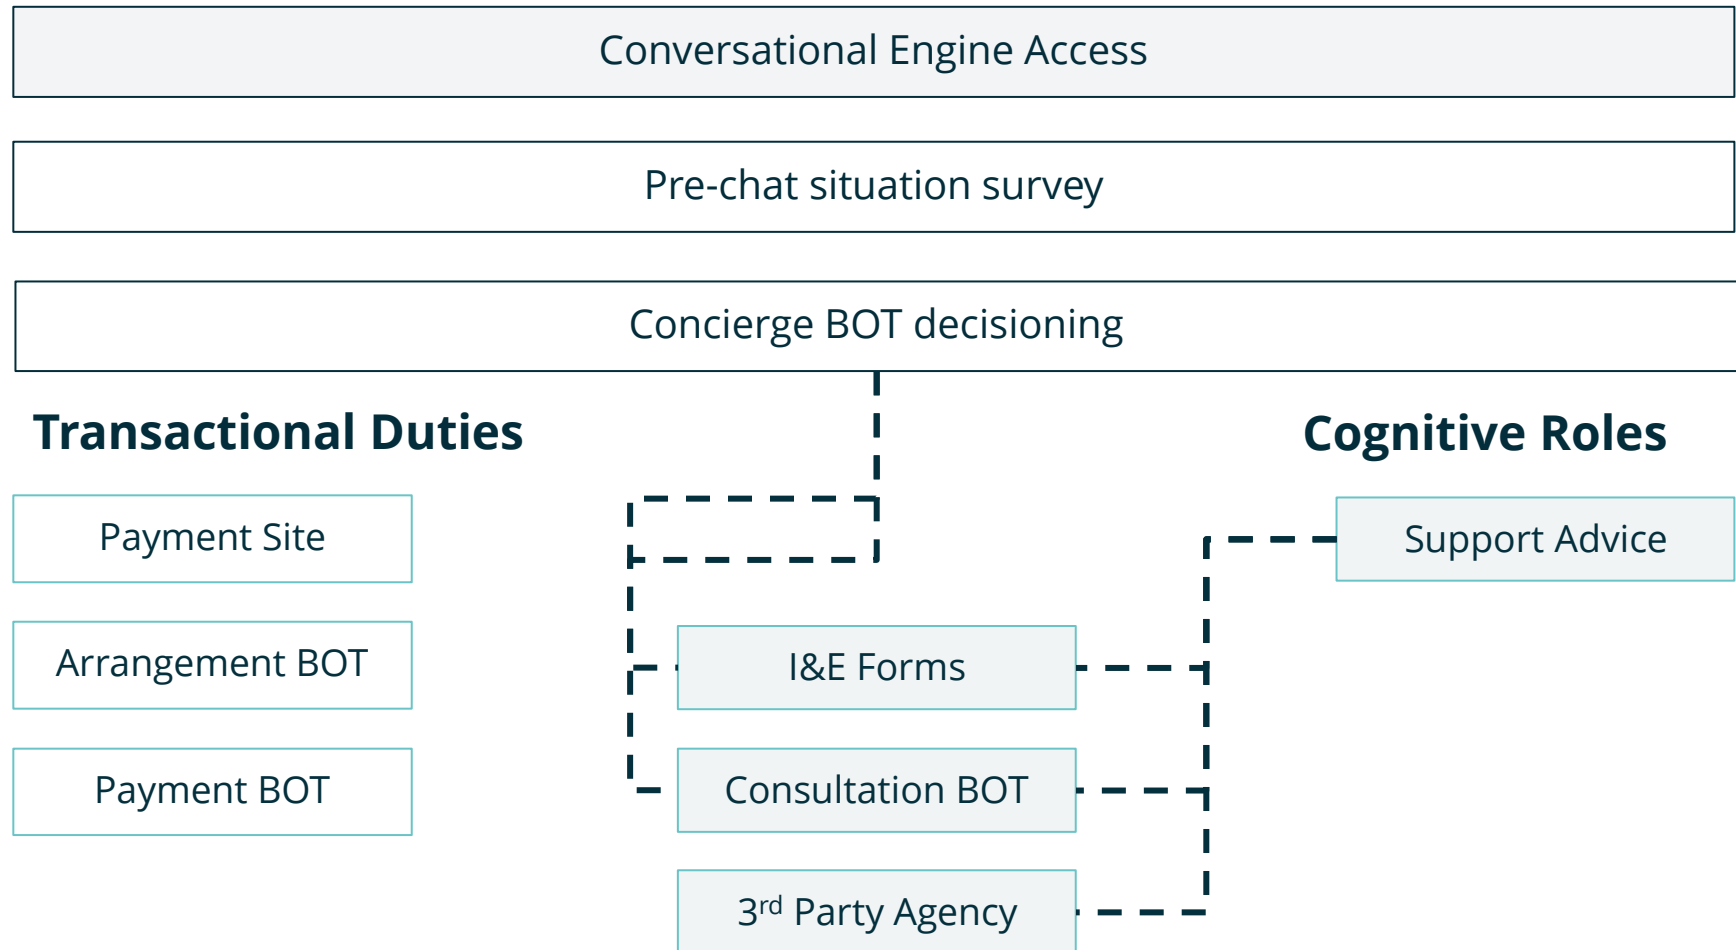 Conversational Engine Access
Pre-chat situation survey
Concierge BOT decisioning
Transactional Duties
Cognitive Roles
Payment Site
Support Advice
Arrangement BOT
I&E Forms
Payment BOT
Consultation BOT
3rd Party Agency